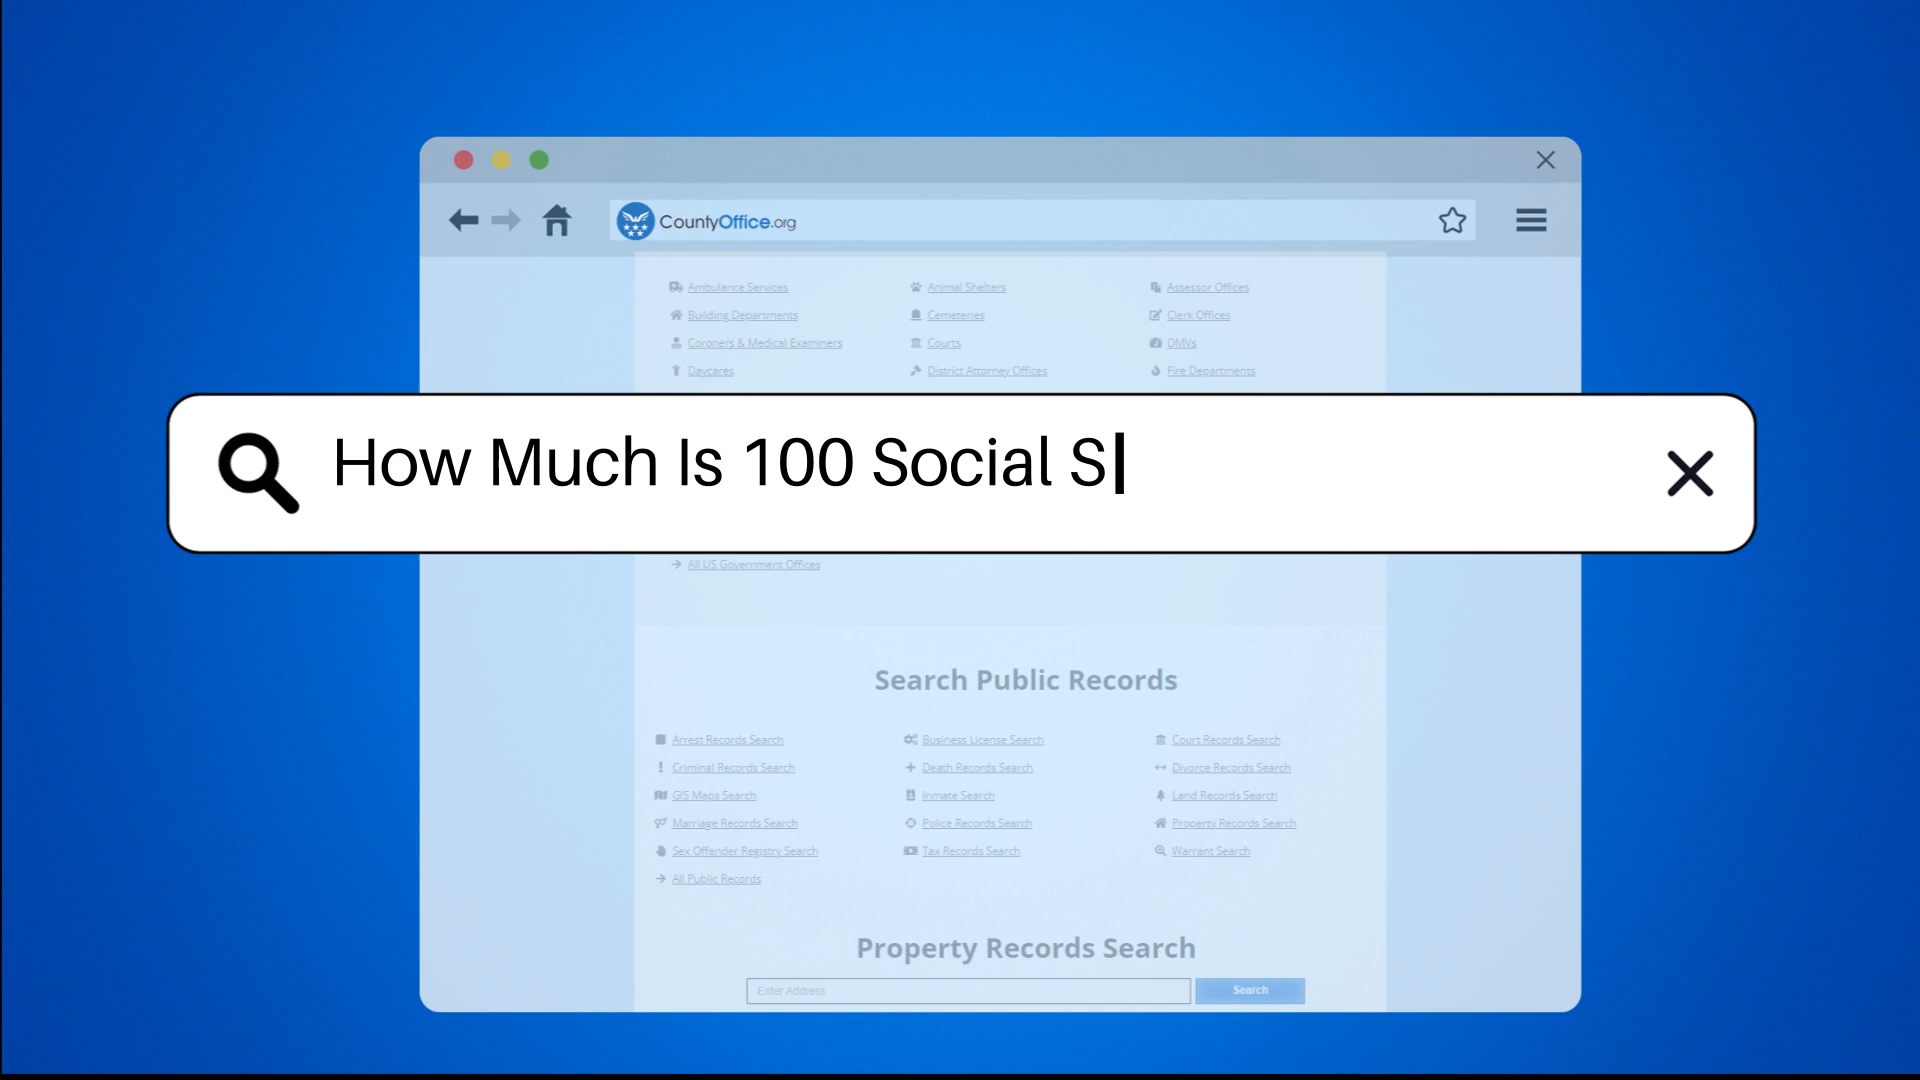 CountyOffice.org
Ambulance Services Animal Shelters Assessor Offices
Building Departments Cemeteries Clerk Offices
Coroners & Medical Examiners Courts DMVs
Daycares District Attorney Offices Fire Departments
How Much Is 100 Social S
All US Government Offices
Search Public Records
Arrest Records Search Business License Search Court Records Search
Criminal Records Search Death Records Search Divorce Records Search
GIS Maps Search Inmate Search Land Records Search
Marriage Records Search Police Records Search Property Records Search
Sex Offender Registry Search Tax Records Search Warrant Search
All Public Records
Property Records Search
Enter Address Search